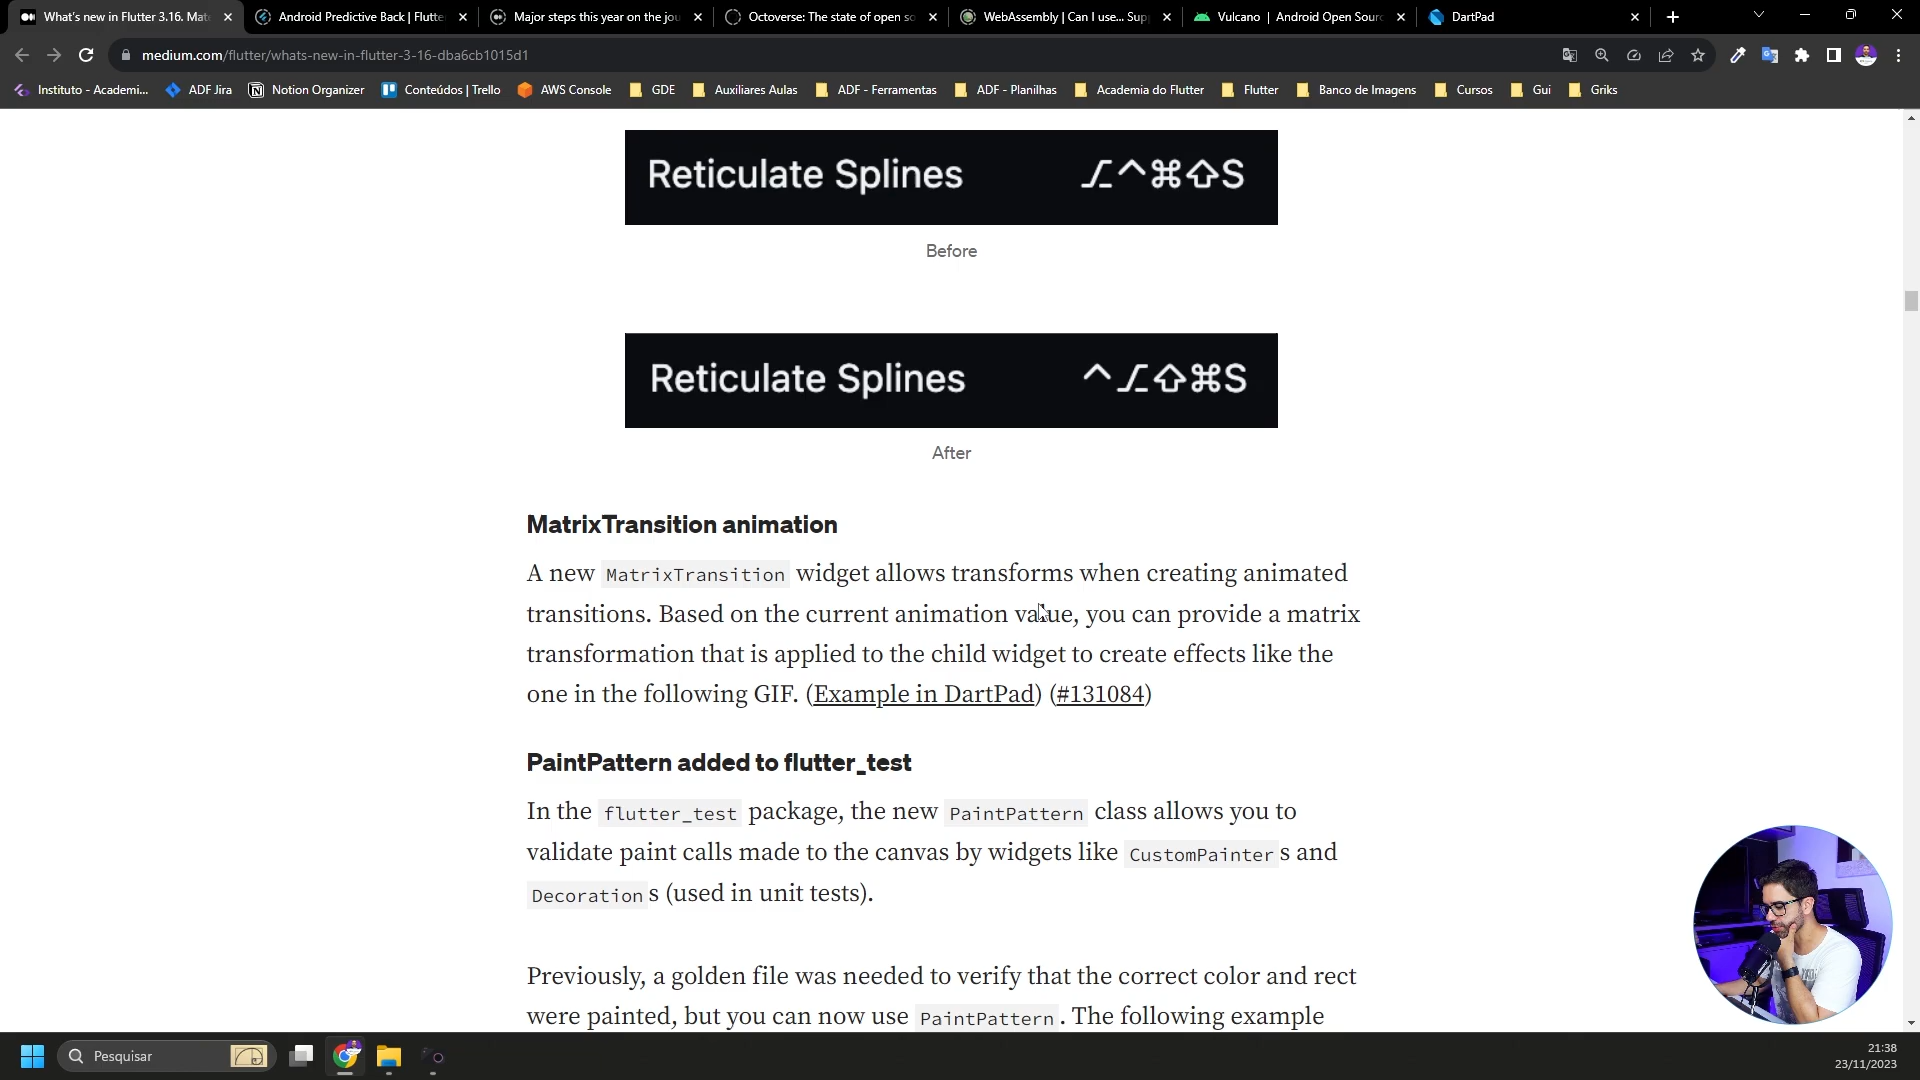 What's new in Flutter 3.16. Mat
Android Predictive Back | Flutte
Major steps this year on the jou
Octoverse: The state of open so
WebAssembly | Can I use... Sup
Vulcano | Android Open Sourc
DartPad
medium.com/flutter/whats-new-in-flutter-3-16-dba6cb1015d1
Instituto - Academi...
ADF Jira
Notion Organizer
Conteúdos | Trello
AWS Console
GDE
Auxiliares Aulas
ADF - Ferramentas
ADF - Planilhas
Academia do Flutter
Flutter
Banco de Imagens
Cursos
Gui
Griks
Reticulate Splines ⌥^⌘⇧S
Before
Reticulate Splines ^⌥⇧⌘S
After
MatrixTransition animation
A new MatrixTransition widget allows transforms when creating animated
transitions. Based on the current animation value, you can provide a matrix
transformation that is applied to the child widget to create effects like the
one in the following GIF. (Example in DartPad) (#131084)
PaintPattern added to flutter_test
In the flutter_test package, the new PaintPattern class allows you to
validate paint calls made to the canvas by widgets like CustomPainters and
Decorations (used in unit tests).
Previously, a golden file was needed to verify that the correct color and rect
were painted, but you can now use PaintPattern. The following example
Pesquisar
21:38
23/11/2023